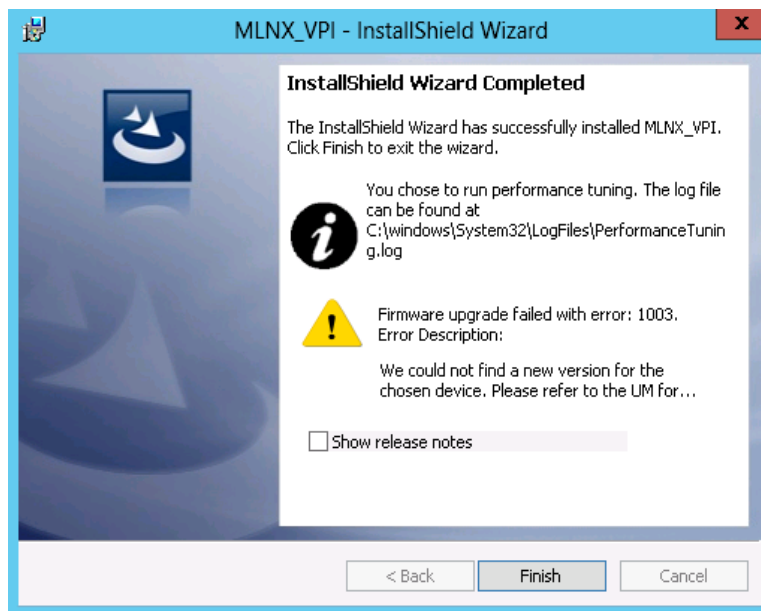 MLNX_VPI - InstallShield Wizard
x
InstallShield Wizard Completed
The InstallShield Wizard has successfully installed MLNX_VPI.
Click Finish to exit the wizard.
You chose to run performance tuning. The log file
can be found at
C:\windows\System32\LogFiles\PerformanceTunin
g.log
Firmware upgrade failed with error: 1003.
Error Description:
We could not find a new version for the
chosen device. Please refer to the UM for...
Show release notes
< Back
Finish
Cancel